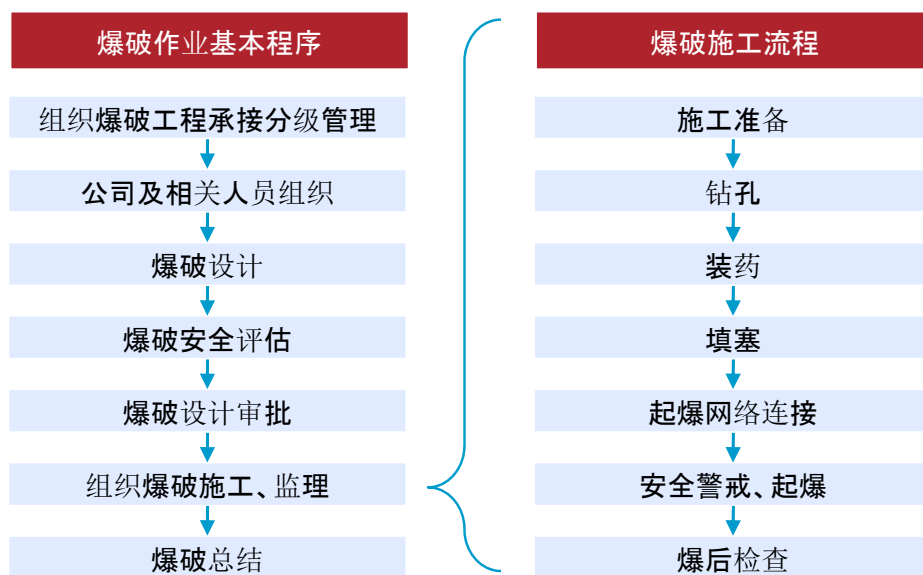 爆破作业基本程序
组织爆破工程承接分级管理
公司及相关人员组织
爆破设计
爆破安全评估
爆破设计审批
组织爆破施工、监理
爆破总结
爆破施工流程
施工准备
钻孔
装药
填塞
起爆网络连接
安全警戒、起爆
爆后检查